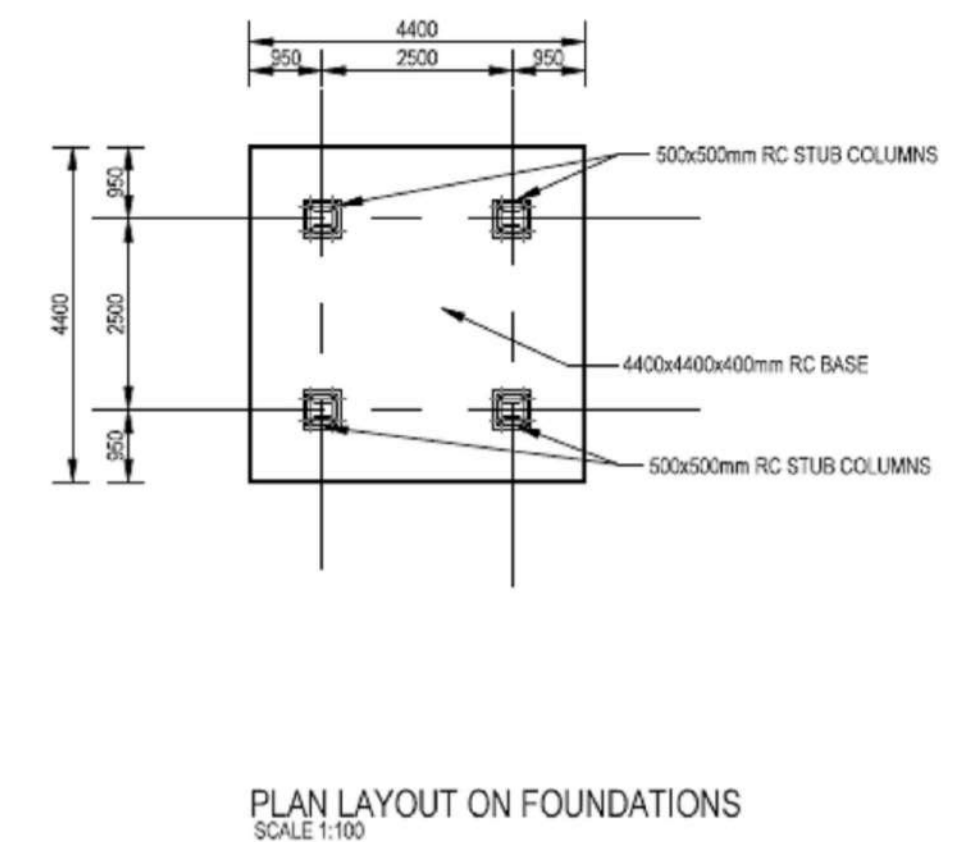 4400
950 2500 950
500x500mm RC STUB COLUMNS
950
4400
2500
4400x4400x400mm RC BASE
950
500x500mm RC STUB COLUMNS
PLAN LAYOUT ON FOUNDATIONS
SCALE 1:100